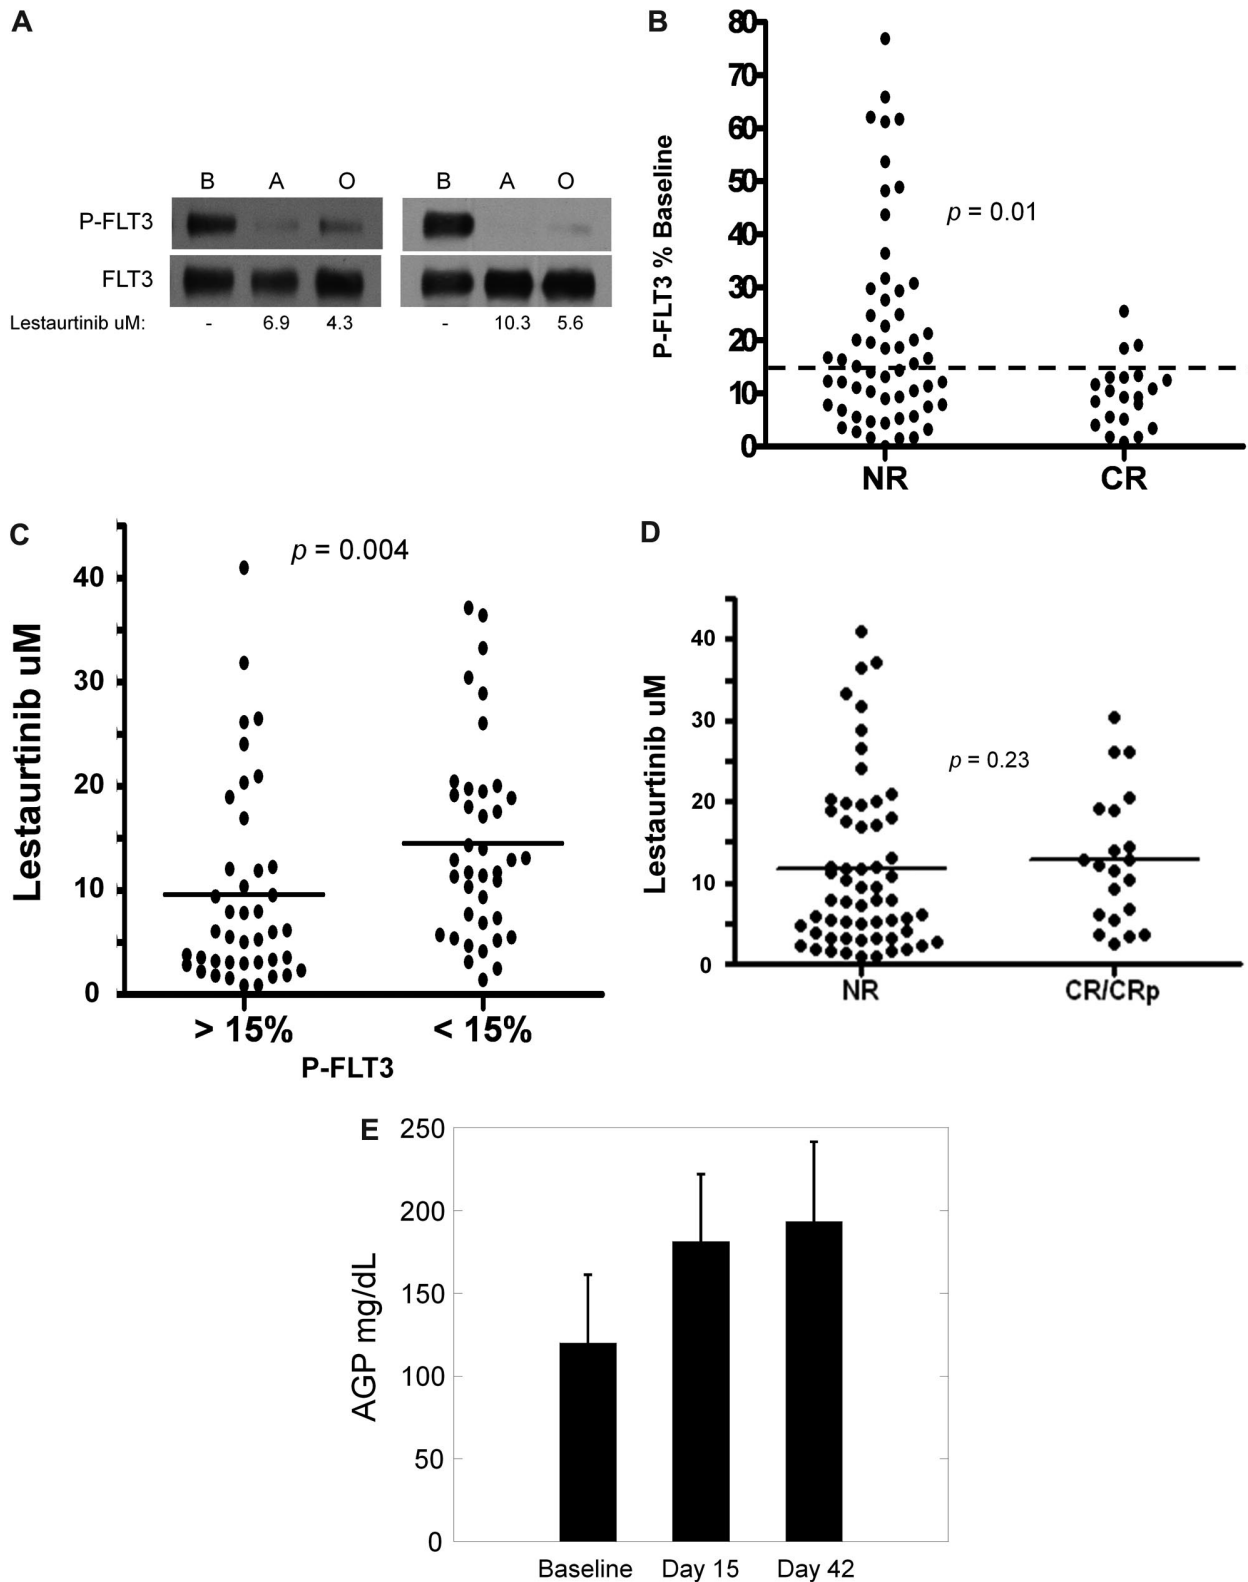 A
B A O B A O
P-FLT3
FLT3
Lestaurtinib uM: - 6.9 4.3 - 10.3 5.6
B
80
70
60
50
40
30
20
10
0
P-FLT3 % Baseline
p = 0.01
NR CR
C
40
30
20
10
0
Lestaurtinib uM
p = 0.004
> 15% < 15%
P-FLT3
D
40
30
20
10
0
Lestaurtinib uM
p = 0.23
NR CR/CRp
E
250
200
150
100
50
0
AGP mg/dL
Baseline Day 15 Day 42